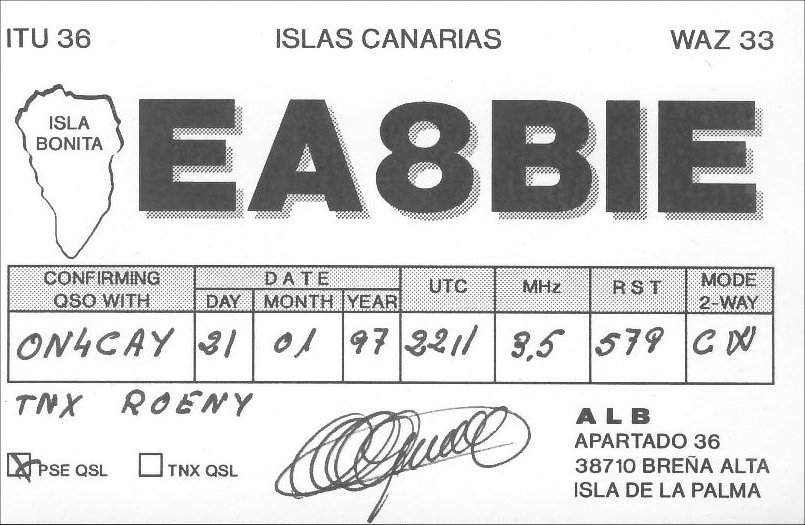 ITU 36 ISLAS CANARIAS WAZ 33
ISLA
BONITA
EA8BIE
CONFIRMING QSO WITH DATE UTC MHz RST MODE 2-WAY
DAY MONTH YEAR
ON4CAY 21 01 97 2211 3,5 579 CW
TNX ROENY
PSE QSL TNX QSL
ALB
APARTADO 36
38710 BREÑA ALTA
ISLA DE LA PALMA